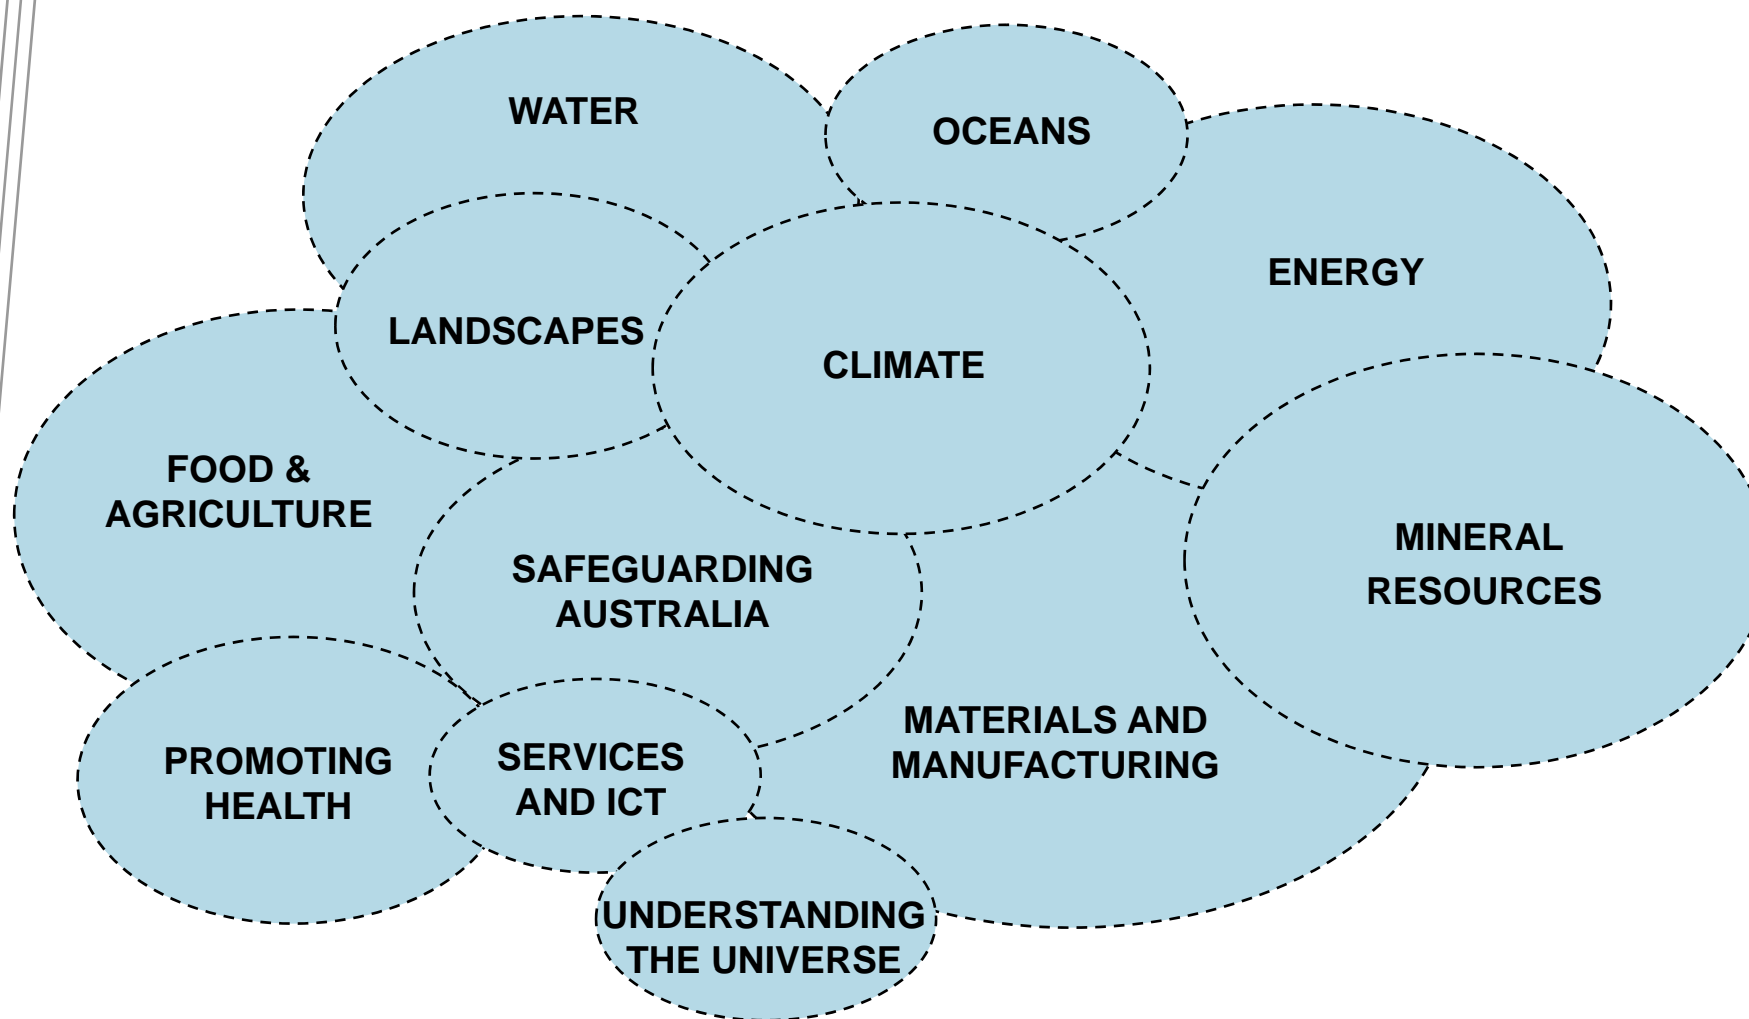 WATER
OCEANS
ENERGY
LANDSCAPES
CLIMATE
FOOD &
AGRICULTURE
SAFEGUARDING
AUSTRALIA
MINERAL
RESOURCES
MATERIALS AND
MANUFACTURING
PROMOTING
HEALTH
SERVICES
AND ICT
UNDERSTANDING
THE UNIVERSE